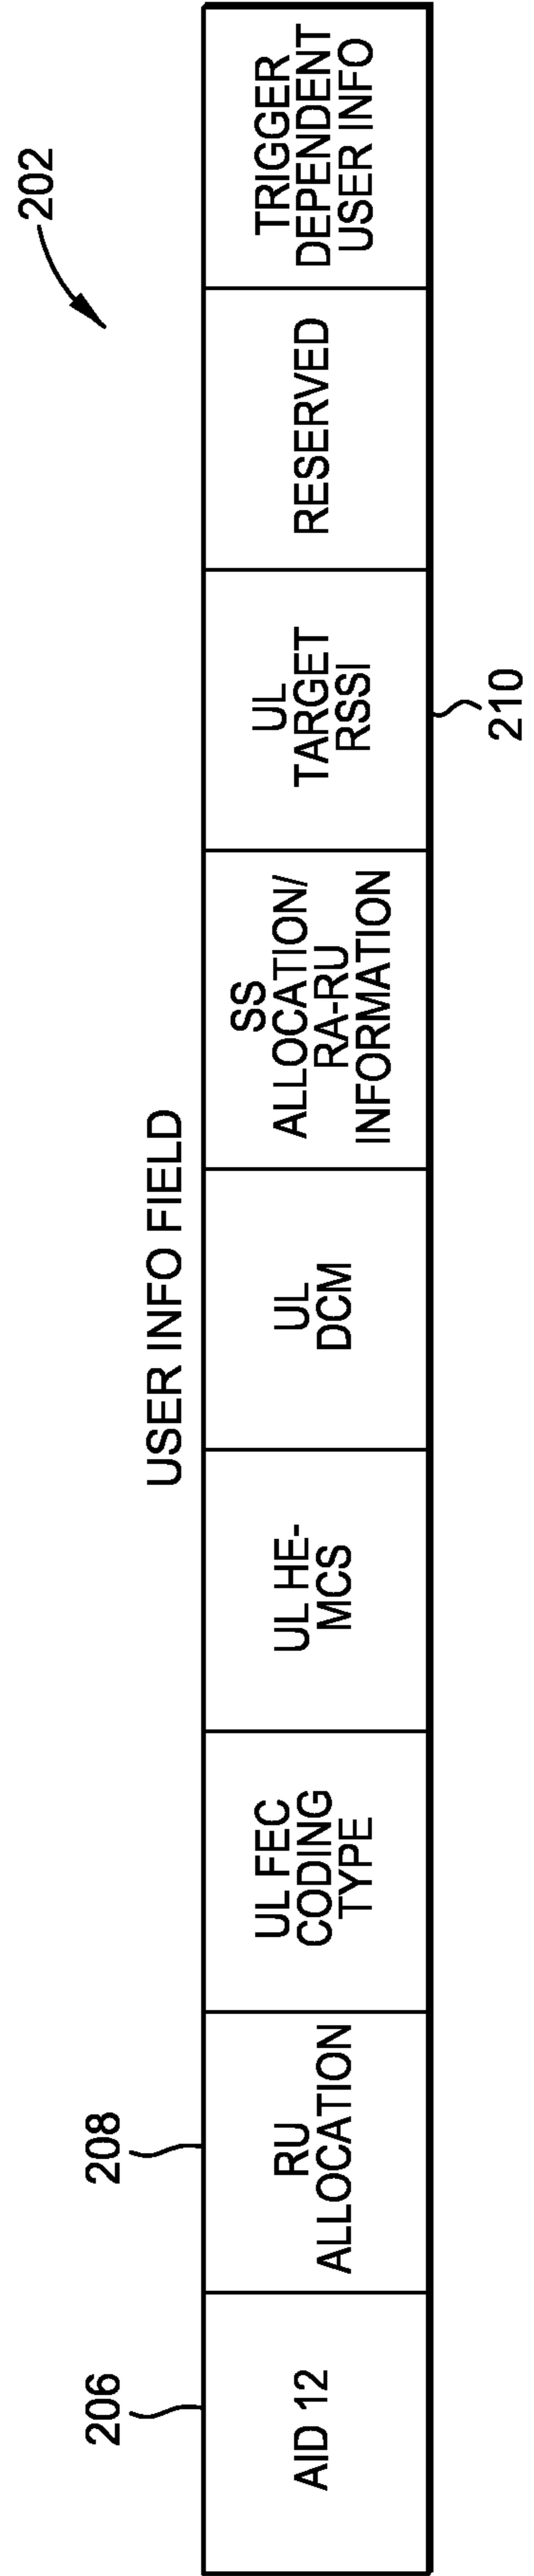 202
USER INFO FIELD
206
208
AID 12
RU
ALLOCATION
UL FEC
CODING
TYPE
UL HE-
MCS
UL
DCM
SS
ALLOCATION/
RA-RU
INFORMATION
UL
TARGET
RSSI
RESERVED
TRIGGER
DEPENDENT
USER INFO
210